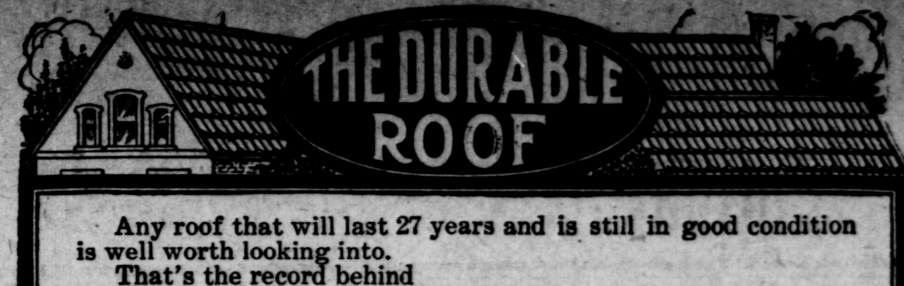 THE DURABLE
ROOF
Any roof that will last 27 years and is still in good condition
is well worth looking into.
That's the record behind